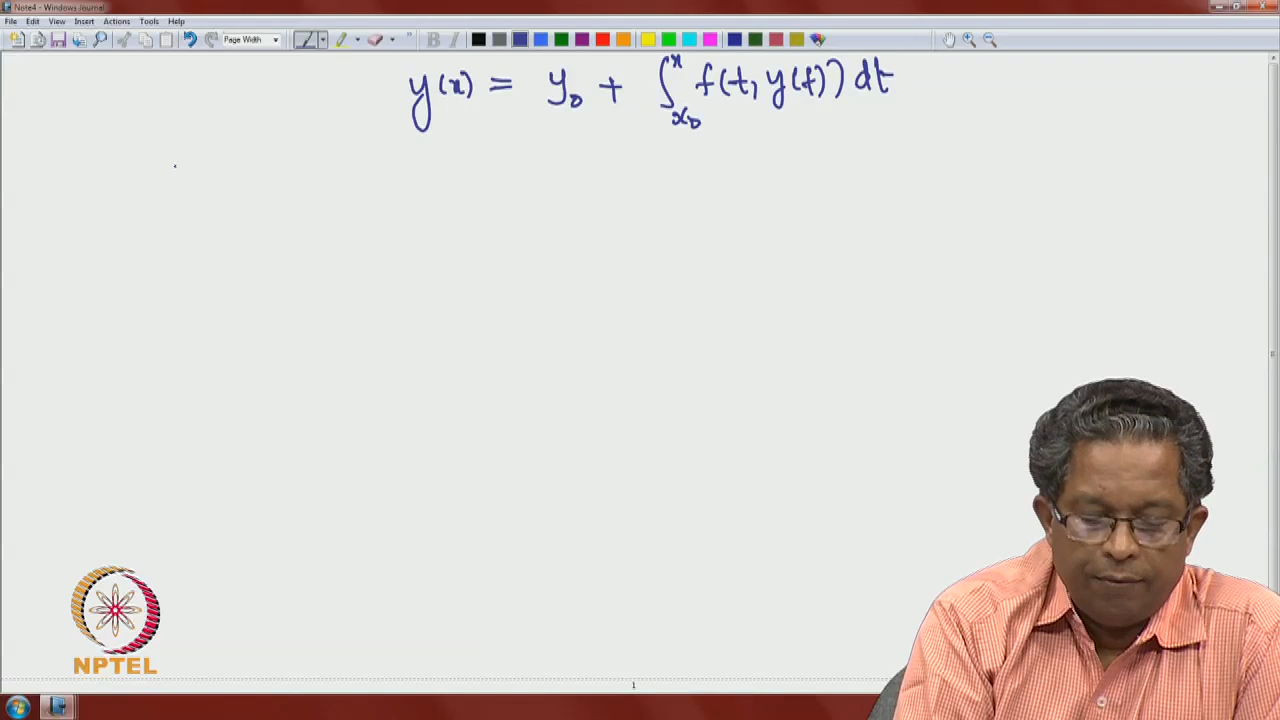 Note4 - Windows Journal
File Edit View Insert Actions Tools Help
Page Width B I
y(x) = y₀ + ∫_{x₀}^{x} f(t, y(t)) dt
NPTEL
1